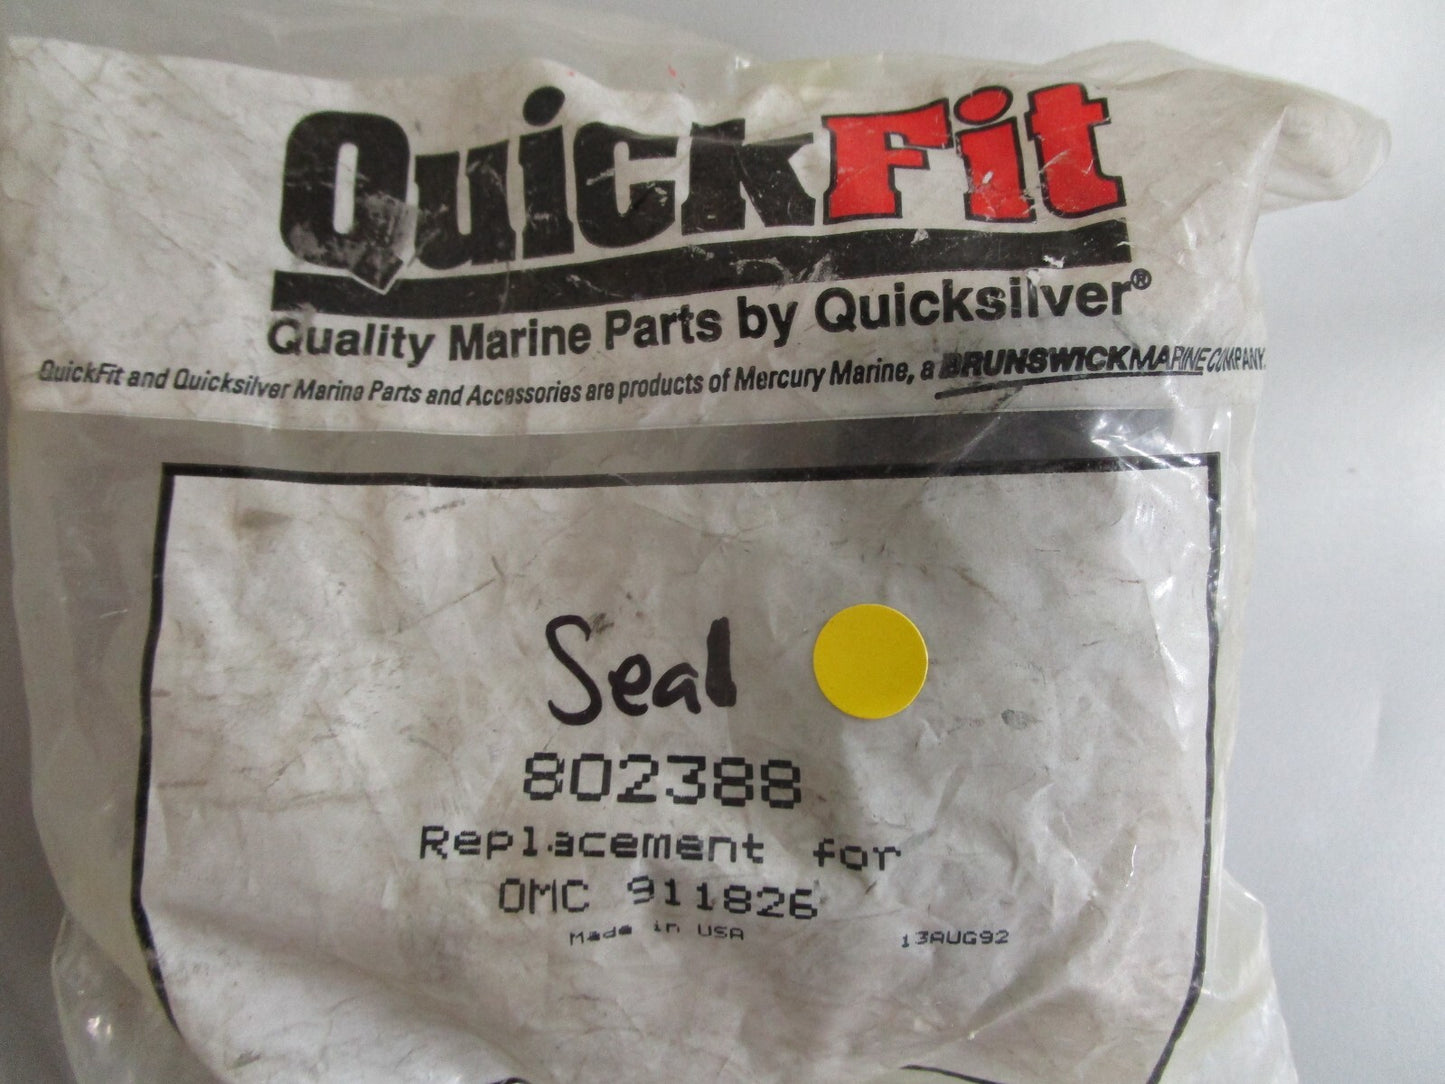 QuickFit
Quality Marine Parts by Quicksilver®
QuickFit and Quicksilver Marine Parts and Accessories are products of Mercury Marine, a BRUNSWICK MARINE COMPANY.
Seal
802388
Replacement for
OMC 911826
Made in USA 13AUG92